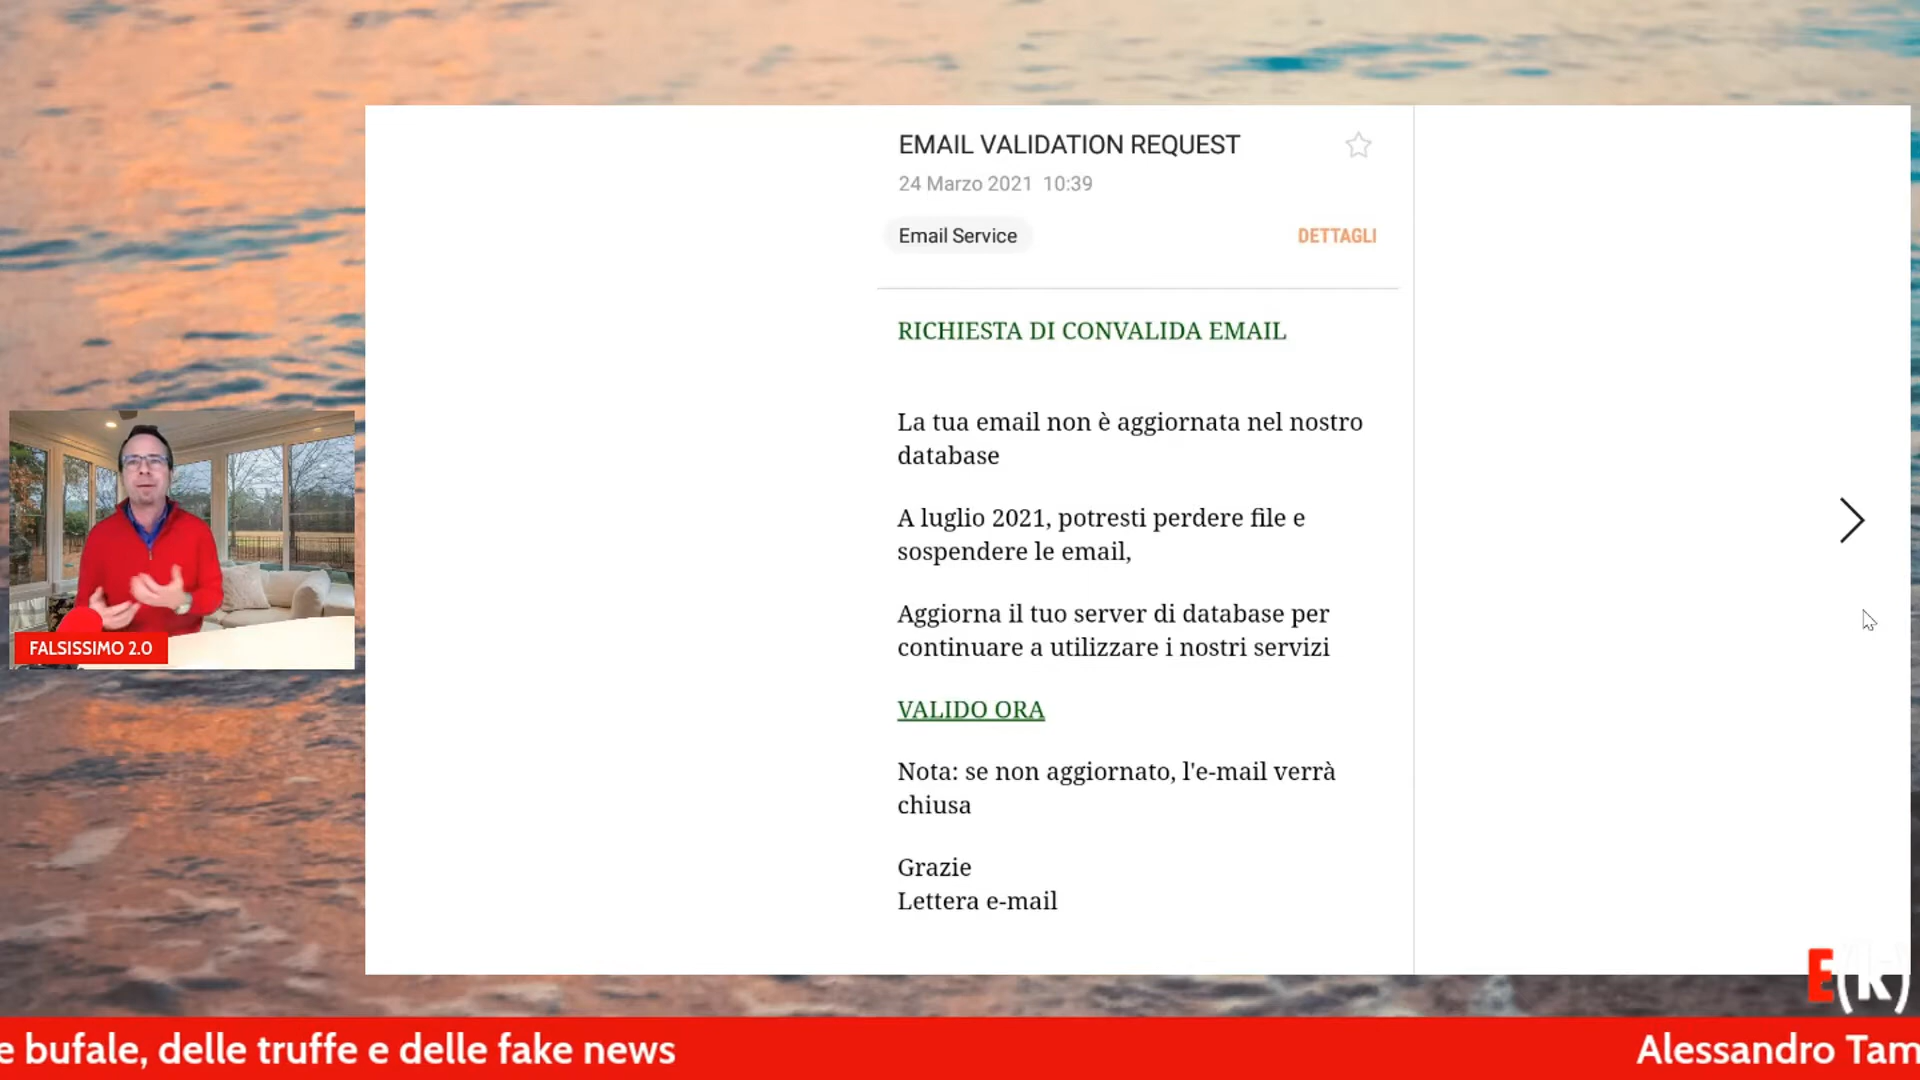 EMAIL VALIDATION REQUEST
24 Marzo 2021 10:39
Email Service
DETTAGLI
RICHIESTA DI CONVALIDA EMAIL
La tua email non è aggiornata nel nostro
database
A luglio 2021, potresti perdere file e
sospendere le email,
Aggiorna il tuo server di database per
continuare a utilizzare i nostri servizi
VALIDO ORA
Nota: se non aggiornato, l'e-mail verrà
chiusa
Grazie
Lettera e-mail
FALSISSIMO 2.0
E(k)
e bufale, delle truffe e delle fake news
Alessandro Tam